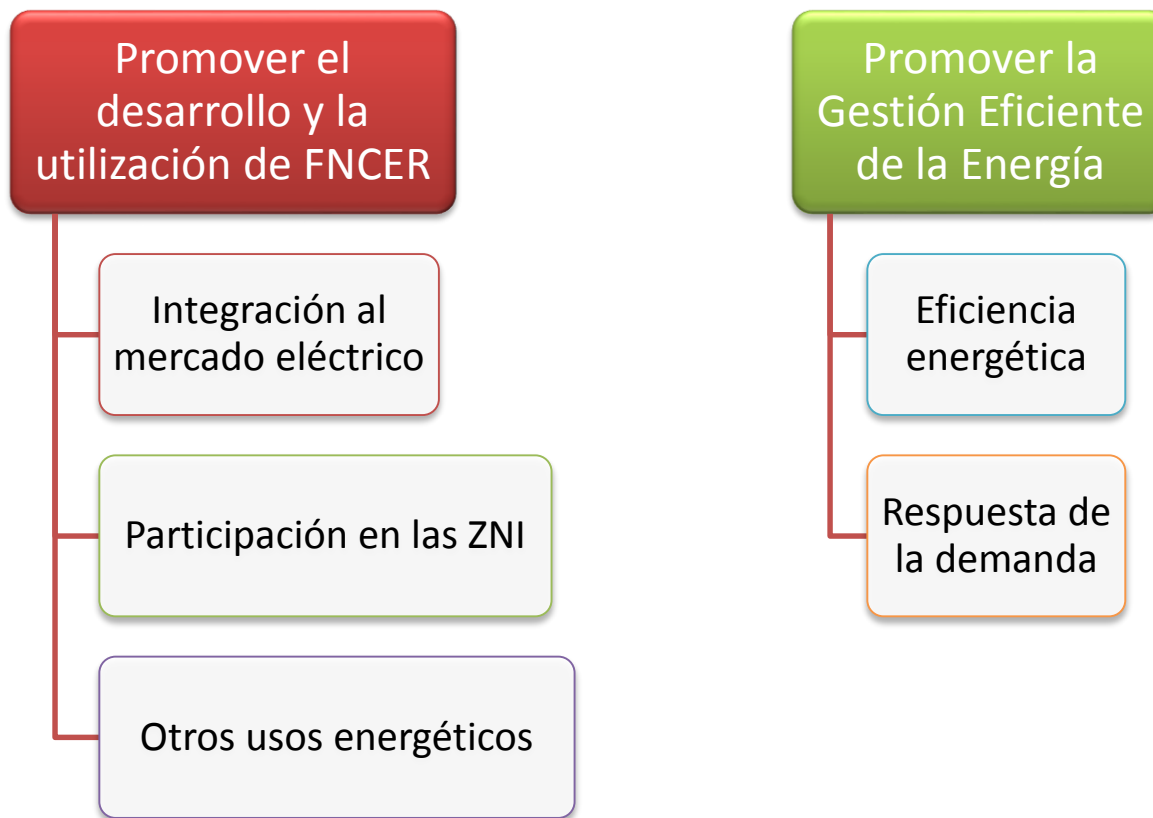 Promover el
desarrollo y la
utilización de FNCER
Integración al
mercado eléctrico
Participación en las ZNI
Otros usos energéticos
Promover la
Gestión Eficiente
de la Energía
Eficiencia
energética
Respuesta de
la demanda